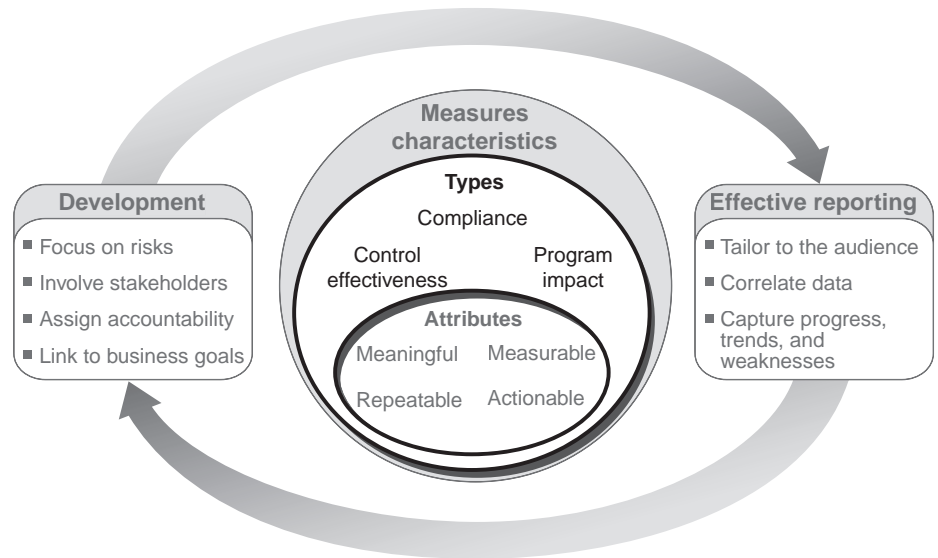 Measures
characteristics
Types
Compliance
Control
effectiveness
Program
impact
Attributes
Meaningful
Measurable
Repeatable
Actionable
Development
Focus on risks
Involve stakeholders
Assign accountability
Link to business goals
Effective reporting
Tailor to the audience
Correlate data
Capture progress,
trends, and
weaknesses